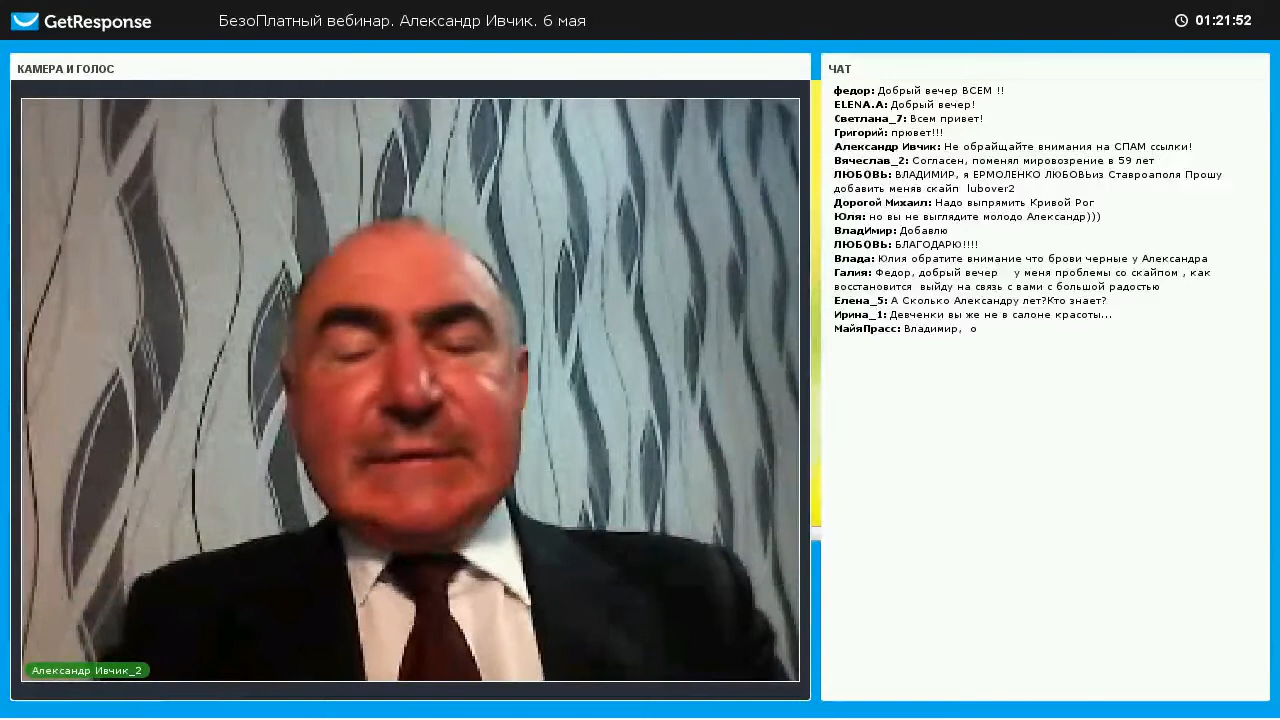 GetResponse
БезоПлатный вебинар. Александр Ивчик. 6 мая
01:21:52
КАМЕРА И ГОЛОС
Александр Ивчик_2
ЧАТ
федор: Добрый вечер ВСЕМ !!
ELENA.A: Добрый вечер!
Светлана_7: Всем привет!
Григорий: прювет!!!
Александр Ивчик: Не обрайщайте внимания на СПАМ ссылки!
Вячеслав_2: Согласен, поменял мировозрение в 59 лет
ЛЮБОВЬ: ВЛАДИМИР, я ЕРМОЛЕНКО ЛЮБОВЬиз Ставроаполя Прошу
добавить меняв скайп lubover2
Дорогой Михаил: Надо выпрямить Кривой Рог
Юля: но вы не выглядите молодо Александр)))
ВладИмир: Добавлю
ЛЮБОВЬ: БЛАГОДАРЮ!!!!
Влада: Юлия обратите внимание что брови черные у Александра
Галия: Федор, добрый вечер у меня проблемы со скайпом , как
восстановится выйду на связь с вами с большой радостью
Елена_5: А Сколько Александру лет?Кто знает?
Ирина_1: Девченки вы же не в салоне красоты...
МайяПрасс: Владимир, о